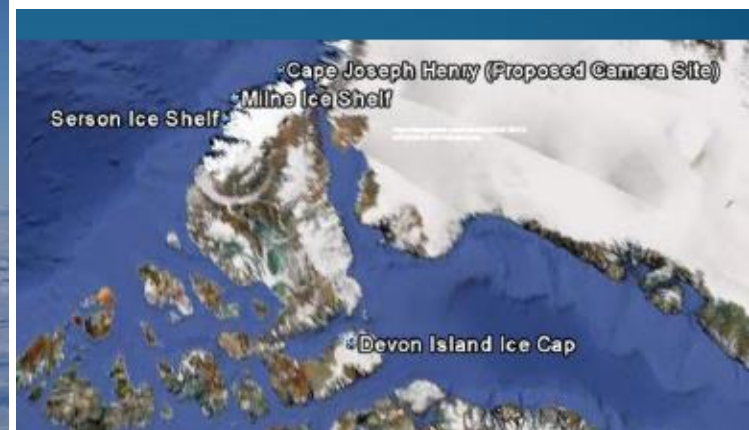 Cape Joseph Henry (Proposed Camera Site)
Milne Ice Shelf
Serson Ice Shelf
Devon Island Ice Cap